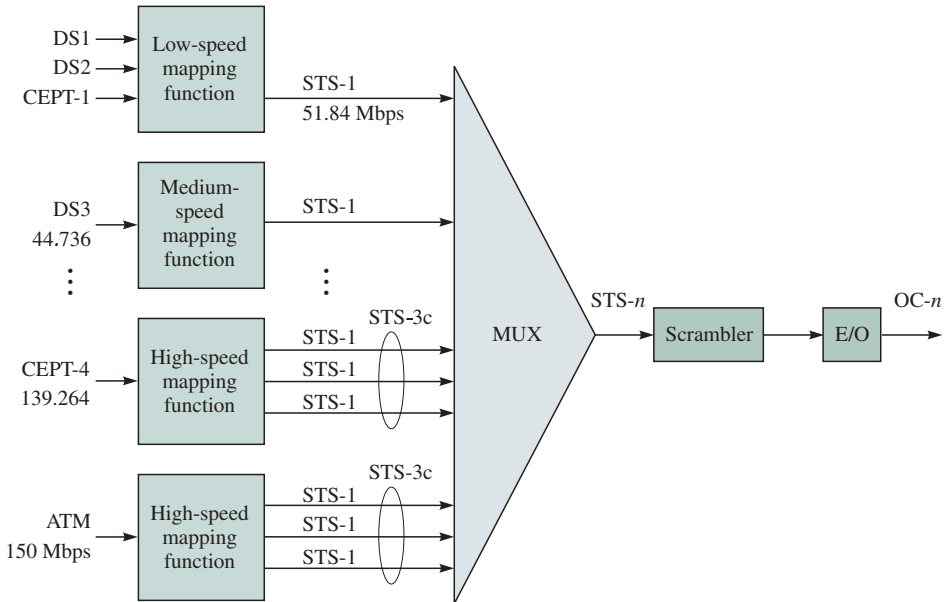 DS1
DS2
CEPT-1
Low-speed
mapping
function
STS-1
51.84 Mbps
DS3
44.736
Medium-
speed
mapping
function
STS-1
CEPT-4
139.264
High-speed
mapping
function
STS-3c
STS-1
STS-1
STS-1
ATM
150 Mbps
High-speed
mapping
function
STS-3c
STS-1
STS-1
STS-1
MUX
STS-n
Scrambler
E/O
OC-n